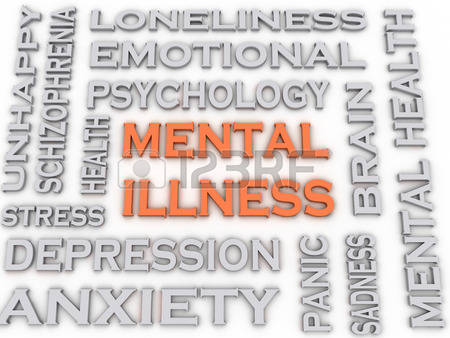 LONELINESS
EMOTIONAL
PSYCHOLOGY
UNHAPPY
SCHIZOPHRENIA
HEALTH
MENTAL
ILLNESS
123RF
BRAIN
MENTAL HEALTH
STRESS
DEPRESSION
ANXIETY
PANIC
SADNESS